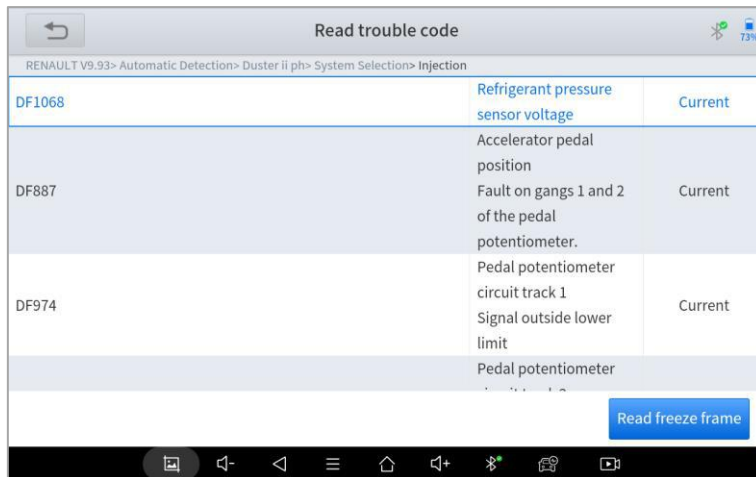 Read trouble code
73%
RENAULT V9.93> Automatic Detection> Duster ii ph> System Selection> Injection
DF1068
Refrigerant pressure
sensor voltage
Current
DF887
Accelerator pedal
position
Fault on gangs 1 and 2
of the pedal
potentiometer.
Current
DF974
Pedal potentiometer
circuit track 1
Signal outside lower
limit
Current
Pedal potentiometer
Read freeze frame